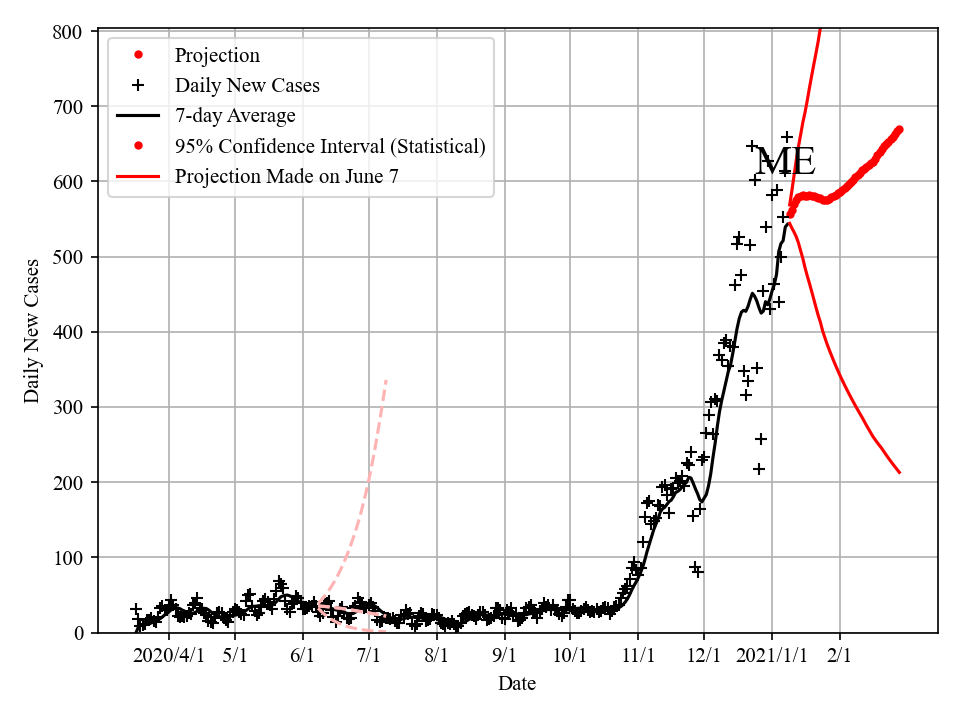 800
700
600
500
400
300
200
100
0
Daily New Cases
Projection
Daily New Cases
7-day Average
95% Confidence Interval (Statistical)
Projection Made on June 7
ME
2020/4/1 5/1 6/1 7/1 8/1 9/1 10/1 11/1 12/1 2021/1/1 2/1
Date